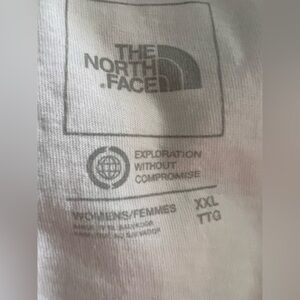 THE
NORTH
FACE
EXPLORATION
WITHOUT
COMPROMISE
WOMENS/FEMMES XXL
TTG